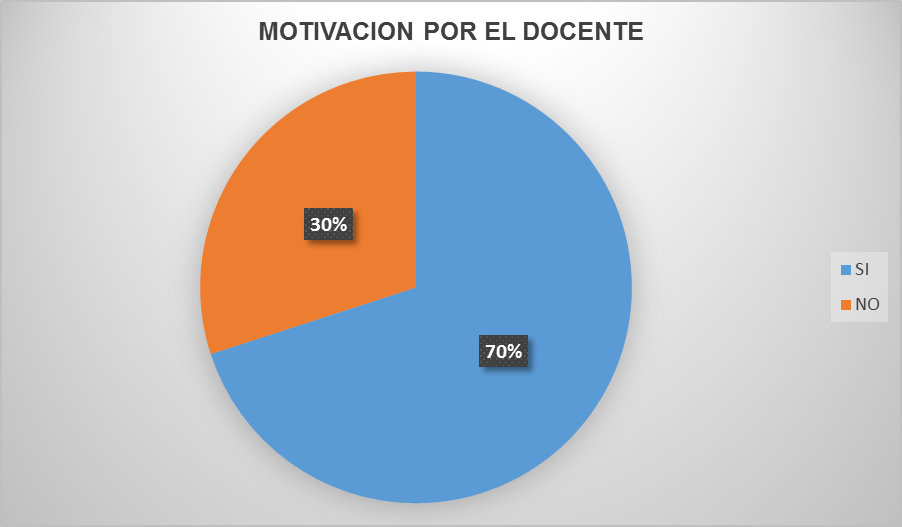 MOTIVACION POR EL DOCENTE
30%
70%
SI
NO